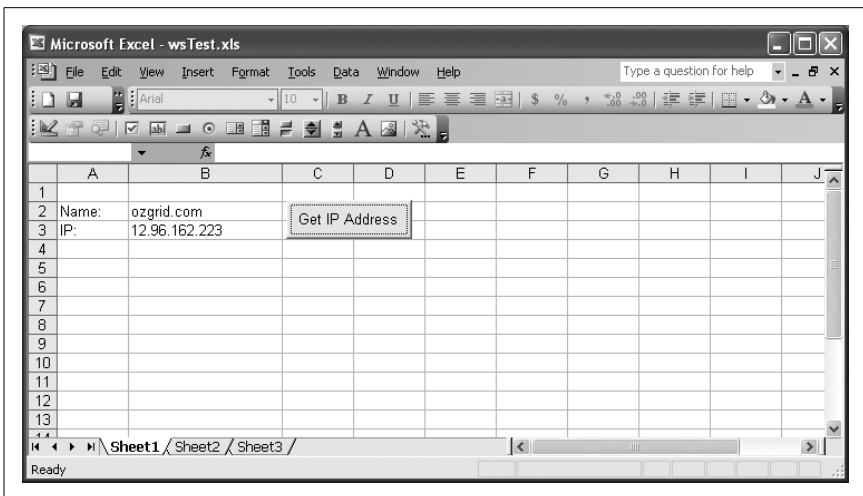 Microsoft Excel - wsTest.xls
File Edit View Insert Format Tools Data Window Help Type a question for help
Arial 10 B I U $ % , .00
ab A
fx
A B C D E F G H I J
1
2 Name: ozgrid.com Get IP Address
3 IP: 12.96.162.223
4
5
6
7
8
9
10
11
12
13
Sheet1 Sheet2 Sheet3
Ready